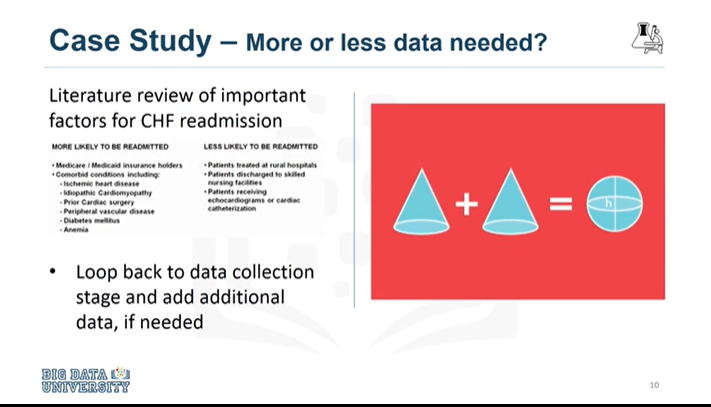 Case Study – More or less data needed?
Literature review of important
factors for CHF readmission
MORE LIKELY TO BE READMITTED
• Medicare / Medicaid insurance holders
• Comorbid conditions including:
- Ischemic heart disease
- Idiopathic Cardiomyopathy
- Prior Cardiac surgery
- Peripheral vascular disease
- Diabetes mellitus
- Anemia
LESS LIKELY TO BE READMITTED
• Patients treated at rural hospitals
• Patients discharged to skilled
nursing facilities
• Patients receiving
echocardiograms or cardiac
catheterization
• Loop back to data collection
stage and add additional
data, if needed
+ =
h
BIG DATA
UNIVERSITY
10